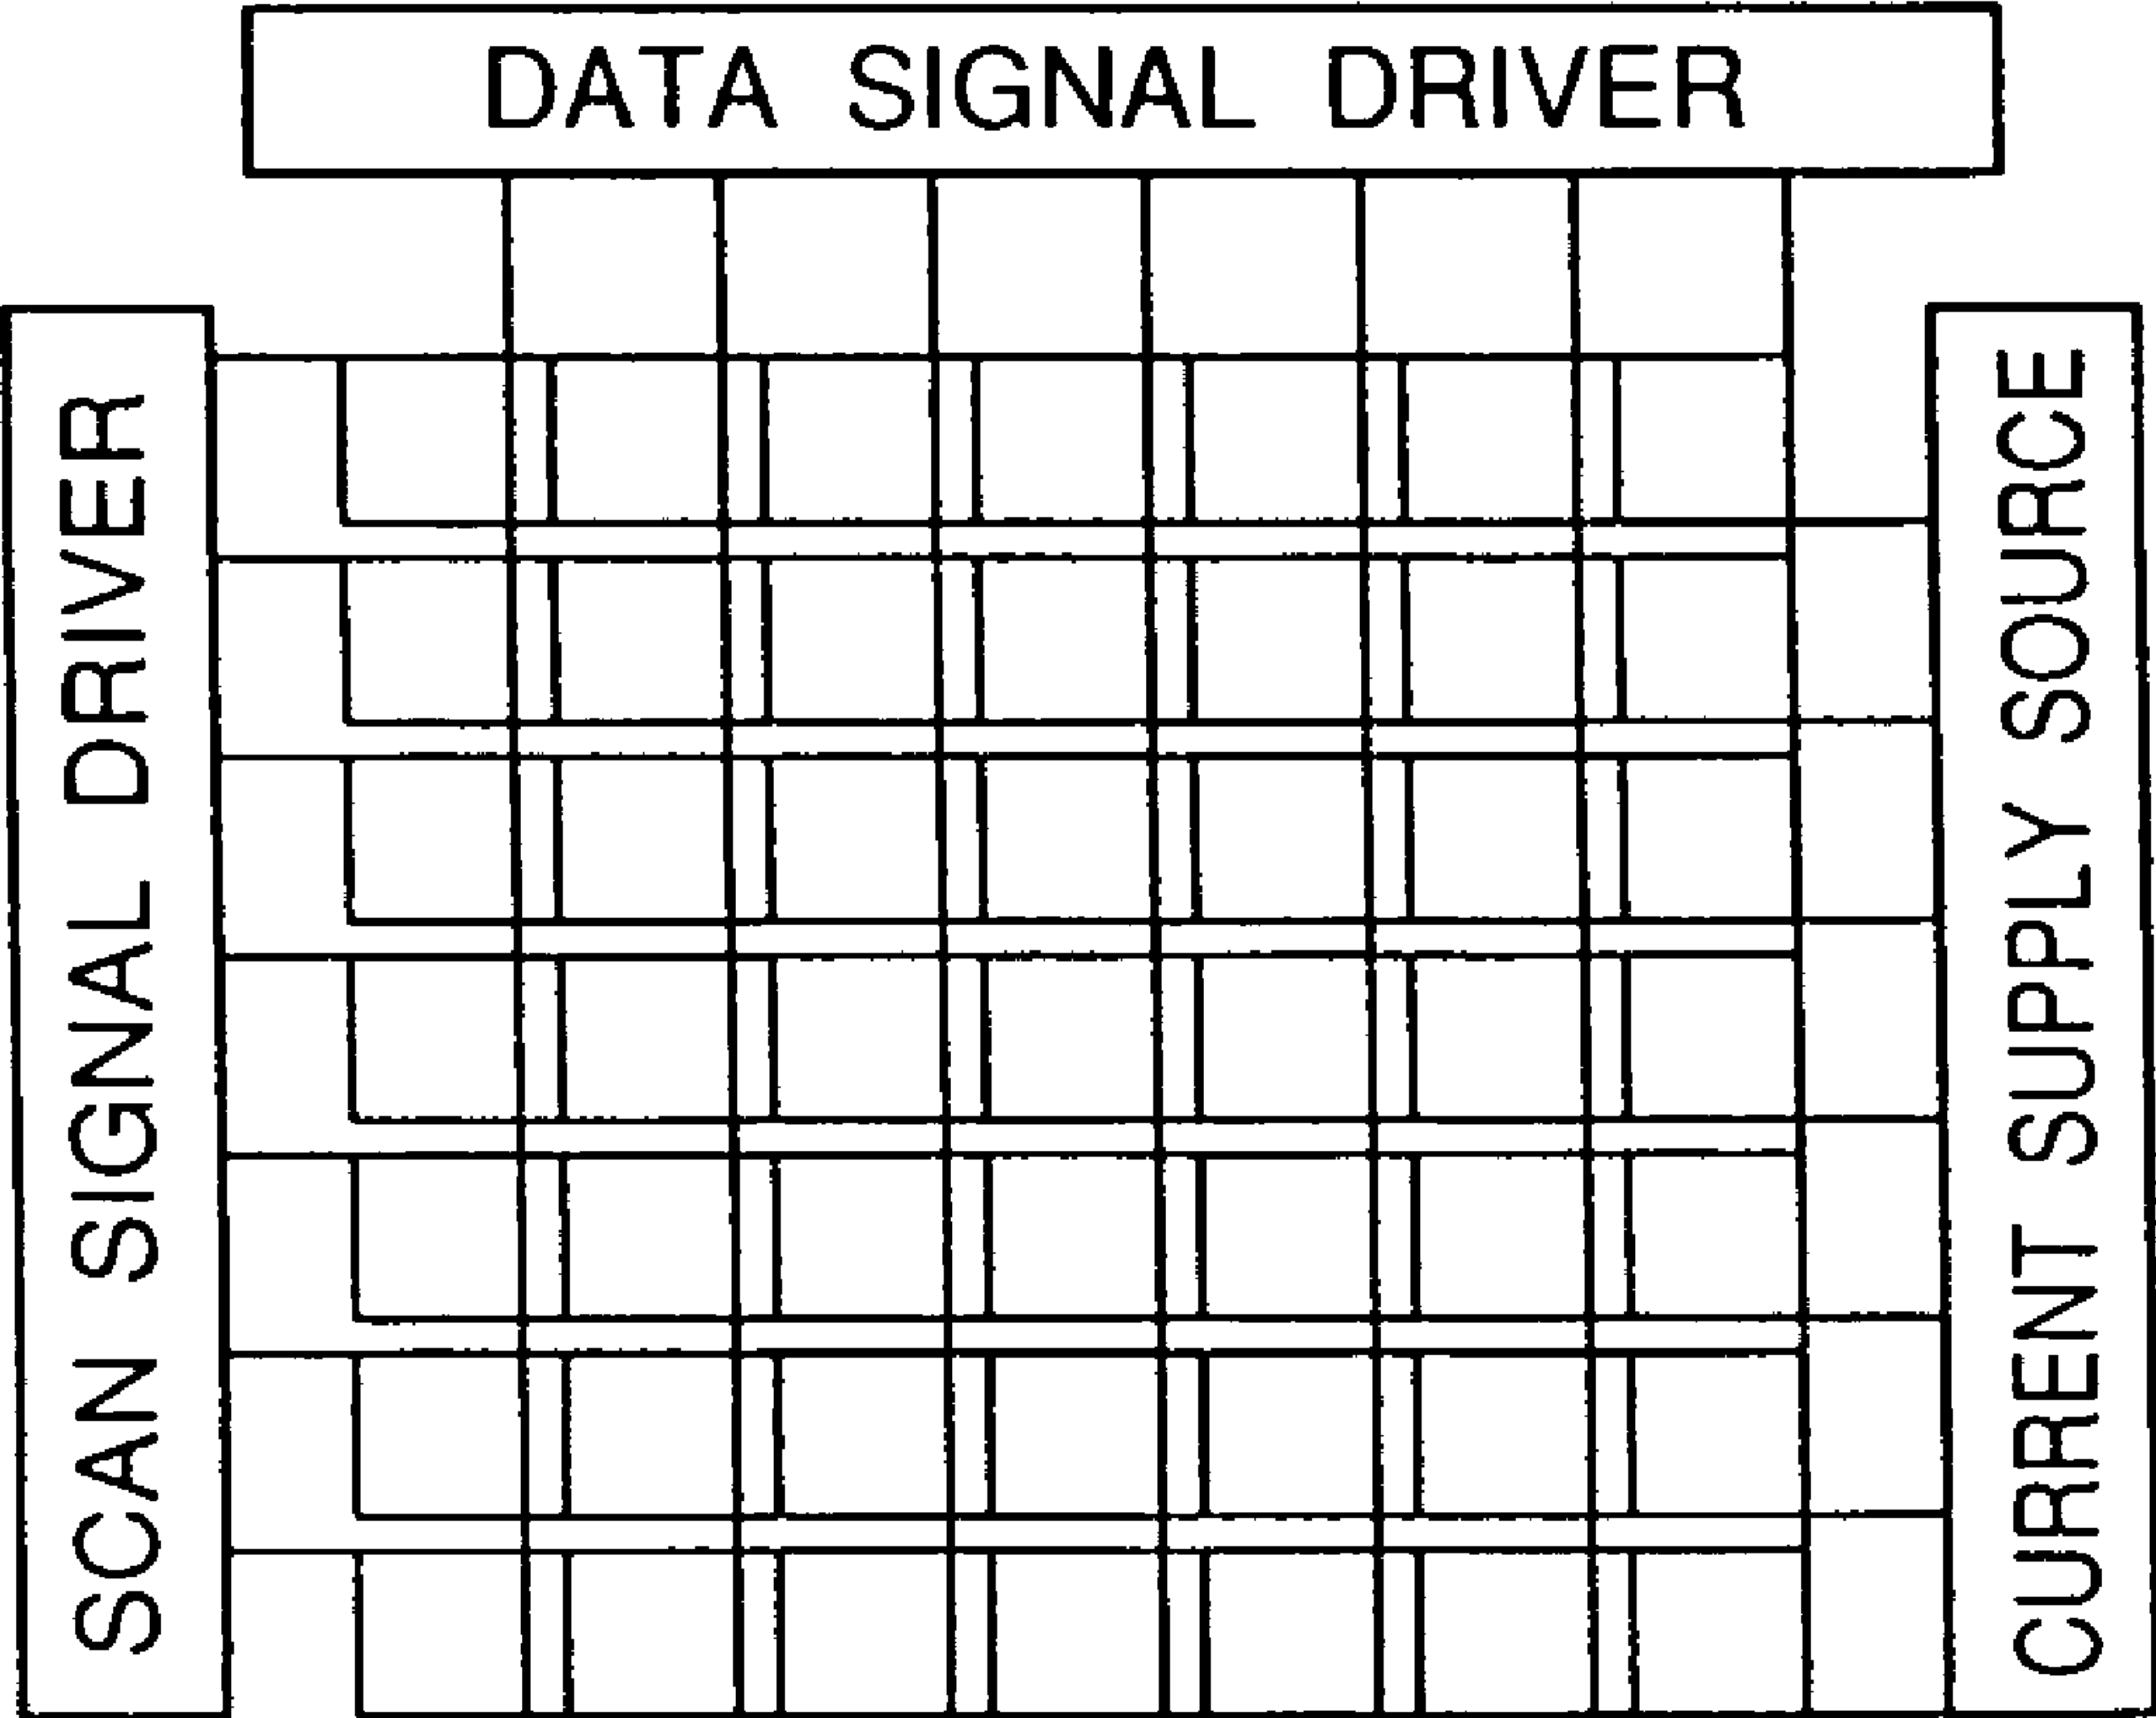 DATA SIGNAL DRIVER
SCAN SIGNAL DRIVER
CURRENT SUPPLY SOURCE